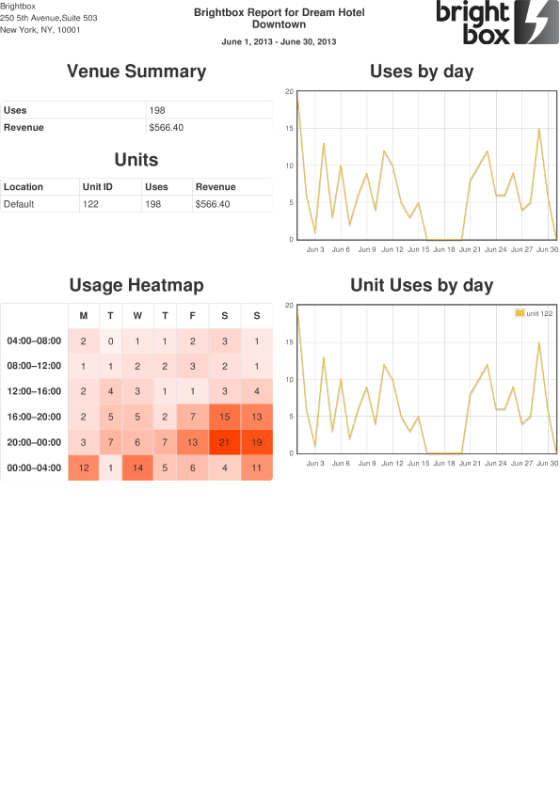 Brightbox
250 5th Avenue,Suite 503
New York, NY, 10001
Brightbox Report for Dream Hotel
Downtown
June 1, 2013 - June 30, 2013
bright
box
Venue Summary
Uses 198
Revenue $566.40
Units
Location Unit ID Uses Revenue
Default 122 198 $566.40
Uses by day
20
15
10
5
0
Jun 3 Jun 6 Jun 9 Jun 12 Jun 15 Jun 18 Jun 21 Jun 24 Jun 27 Jun 30
Usage Heatmap
M T W T F S S
04:00–08:00 2 0 1 1 2 3 1
08:00–12:00 1 1 2 2 3 2 1
12:00–16:00 2 4 3 1 1 3 4
16:00–20:00 2 5 5 2 7 15 13
20:00–00:00 3 7 6 7 13 21 19
00:00–04:00 12 1 14 5 6 4 11
Unit Uses by day
unit 122
20
15
10
5
0
Jun 3 Jun 6 Jun 9 Jun 12 Jun 15 Jun 18 Jun 21 Jun 24 Jun 27 Jun 30